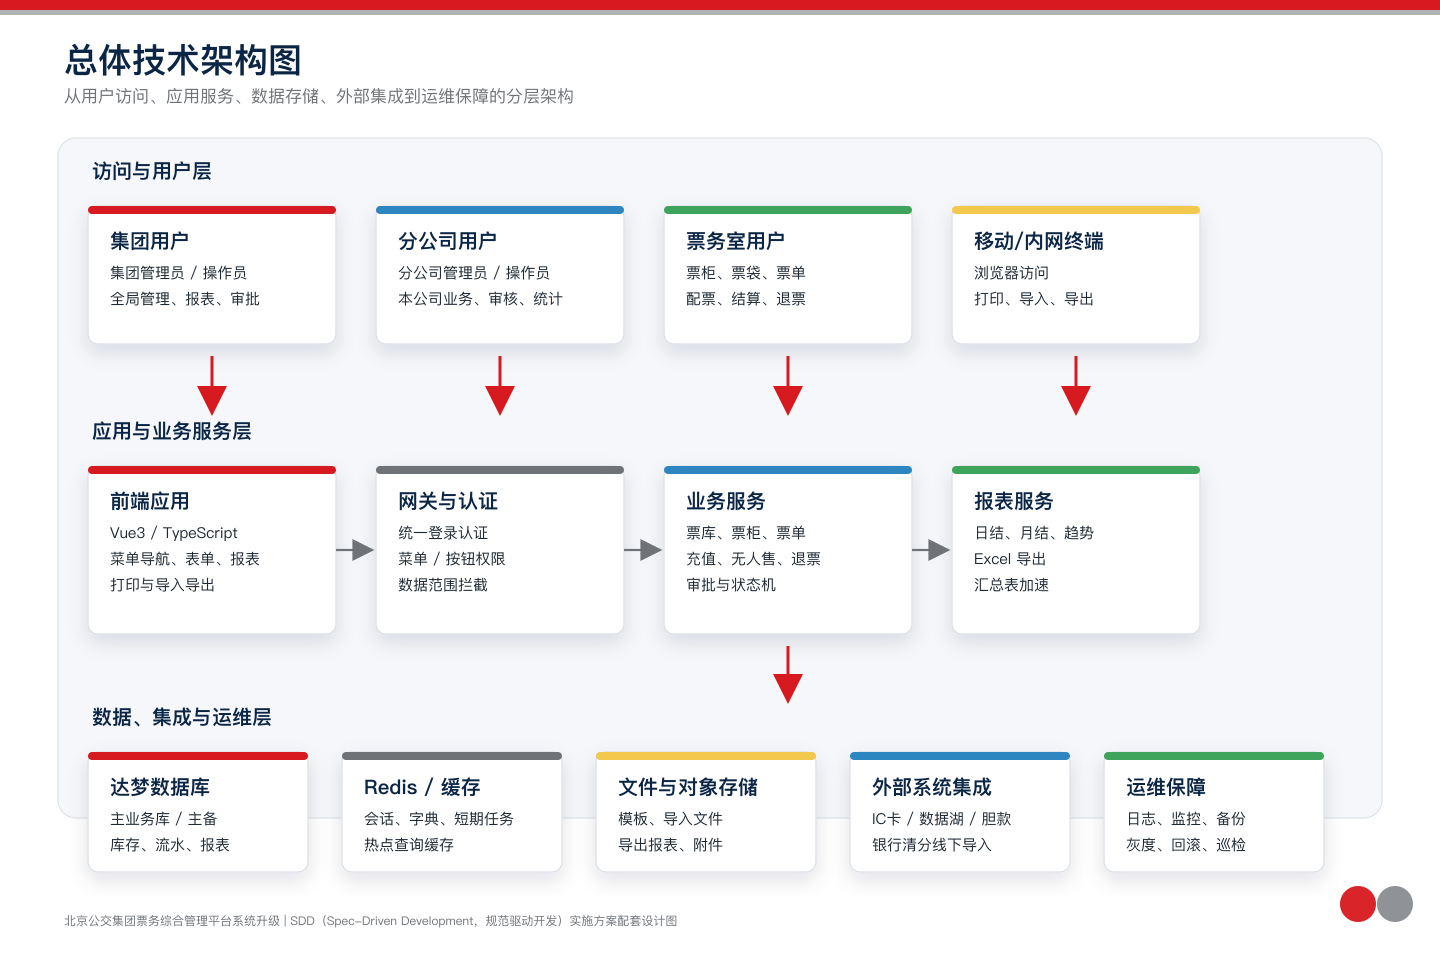 总体技术架构图
从用户访问、应用服务、数据存储、外部集成到运维保障的分层架构
访问与用户层
集团用户
集团管理员 / 操作员
全局管理、报表、审批
分公司用户
分公司管理员 / 操作员
本公司业务、审核、统计
票务室用户
票柜、票袋、票单
配票、结算、退票
移动/内网终端
浏览器访问
打印、导入、导出
应用与业务服务层
前端应用
Vue3 / TypeScript
菜单导航、表单、报表
打印与导入导出
网关与认证
统一登录认证
菜单 / 按钮权限
数据范围拦截
业务服务
票库、票柜、票单
充值、无人售、退票
审批与状态机
报表服务
日结、月结、趋势
Excel 导出
汇总表加速
数据、集成与运维层
达梦数据库
主业务库 / 主备
库存、流水、报表
Redis / 缓存
会话、字典、短期任务
热点查询缓存
文件与对象存储
模板、导入文件
导出报表、附件
外部系统集成
IC卡 / 数据湖 / 胆款
银行清分线下导入
运维保障
日志、监控、备份
灰度、回滚、巡检
北京公交集团票务综合管理平台系统升级 | SDD（Spec-Driven Development，规范驱动开发）实施方案配套设计图